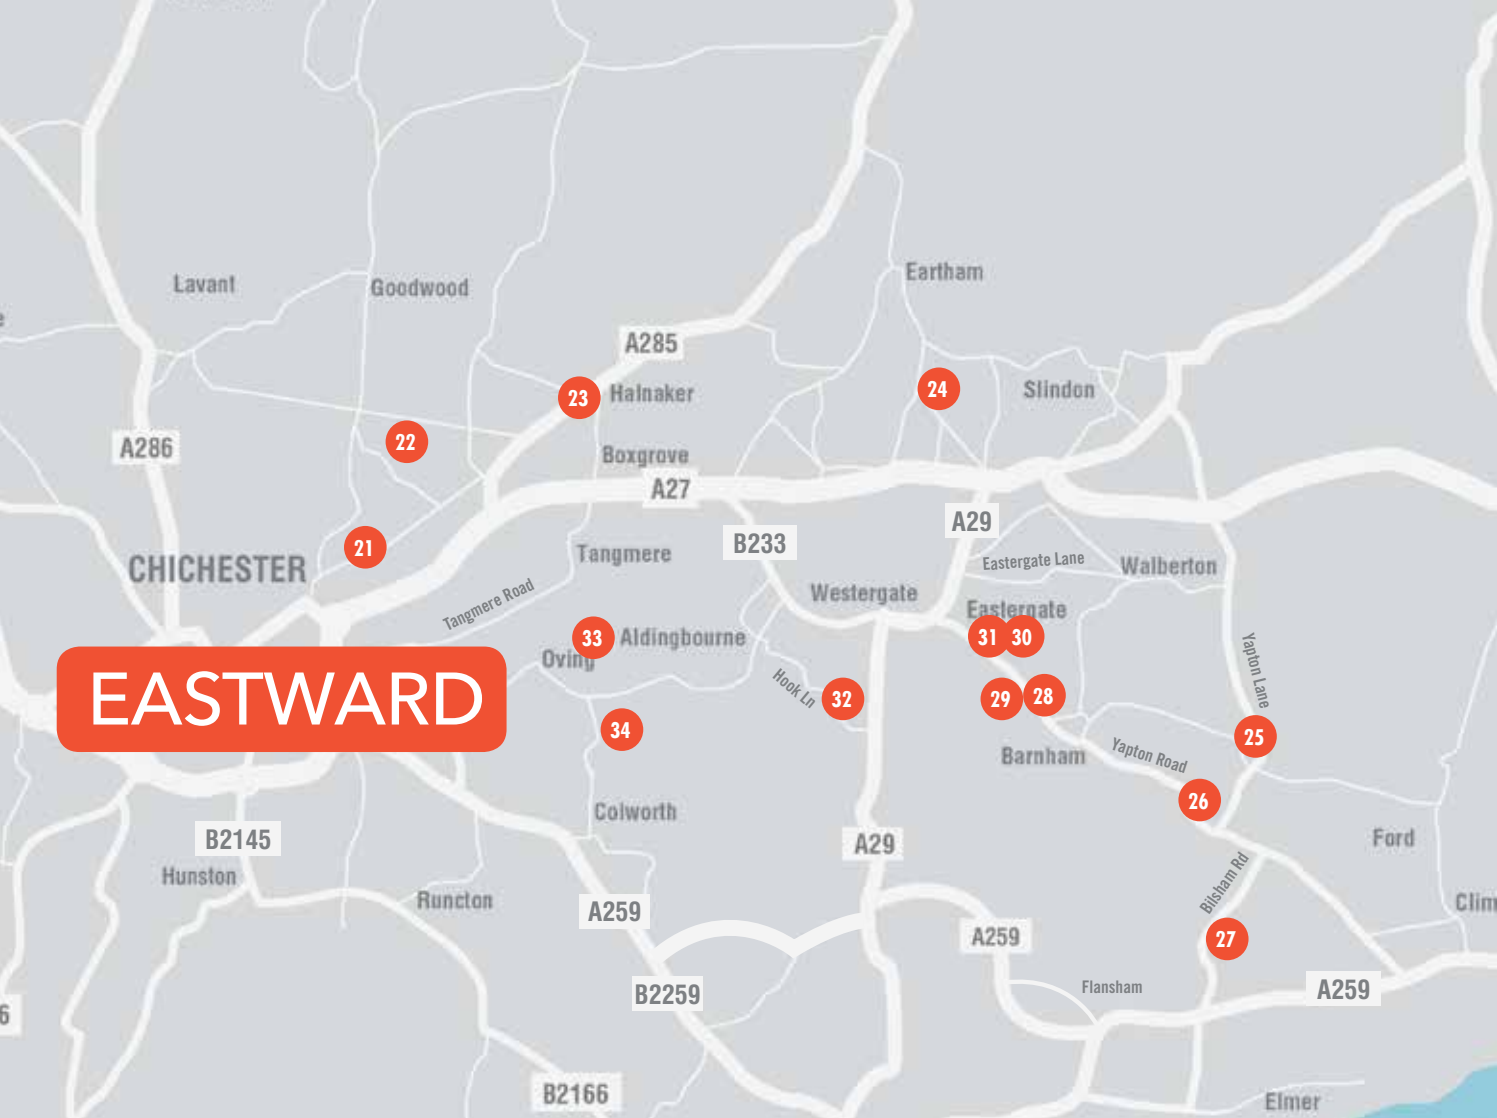 Eartham
Lavant
Goodwood
A285
24
Slindon
23
Halnaker
22
A286
Boxgrove
A27
A29
B233
21
Tangmere
Eastergate Lane
Walberton
CHICHESTER
Tangmere Road
Westergate
Eastergate
33
Aldingbourne
31
30
Oving
Yapton Lane
EASTWARD
Hook Ln
32
29
28
34
25
Barnham
Yapton Road
26
Colworth
B2145
A29
Ford
Hunston
Bilsham Rd
Runcton
A259
Clim
A259
27
B2259
Flansham
A259
6
B2166
Elmer